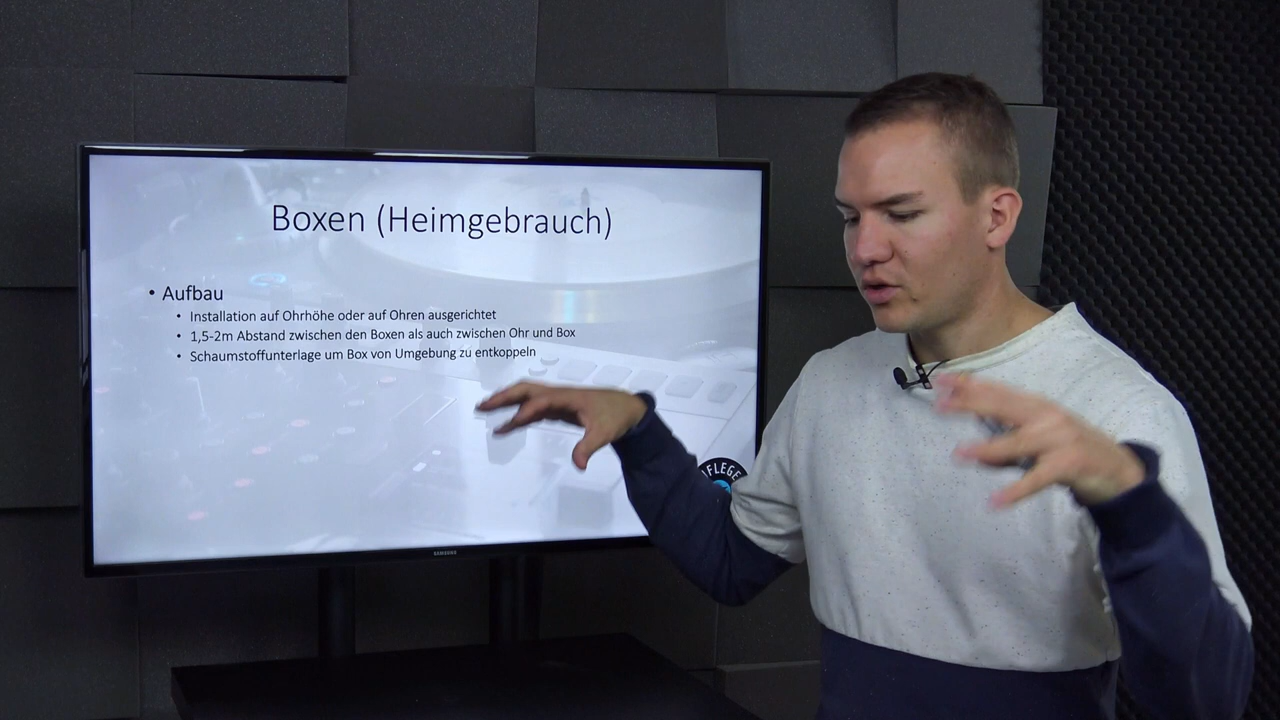 Boxen (Heimgebrauch)
• Aufbau
• Installation auf Ohrhöhe oder auf Ohren ausgerichtet
• 1,5-2m Abstand zwischen den Boxen als auch zwischen Ohr und Box
• Schaumstoffunterlage um Box von Umgebung zu entkoppeln
SAMSUNG